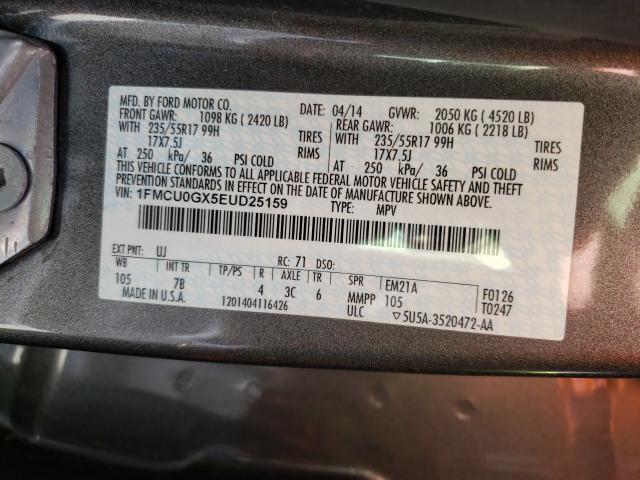 MFD. BY FORD MOTOR CO.
DATE: 04/14 GVWR: 2050 KG ( 4520 LB)
FRONT GAWR: 1098 KG ( 2420 LB) REAR GAWR: 1006 KG ( 2218 LB)
WITH 235/55R17 99H TIRES WITH 235/55R17 99H TIRES
17X7.5J RIMS 17X7.5J RIMS
AT 250 kPa/ 36 PSI COLD AT 250 kPa/ 36 PSI COLD
THIS VEHICLE CONFORMS TO ALL APPLICABLE FEDERAL MOTOR VEHICLE SAFETY AND THEFT
PREVENTION STANDARDS IN EFFECT ON THE DATE OF MANUFACTURE SHOWN ABOVE.
VIN: 1FMCU0GX5EUD25159
TYPE: MPV
EXT PNT: UJ RC: 71 DSO:
WB INT TR TP/PS R AXLE TR SPR EM21A F0126
105 7B 4 3C 6 MMPP 105 T0247
MADE IN U.S.A. 1201404116426 ULC ▽5U5A-3520472-AA